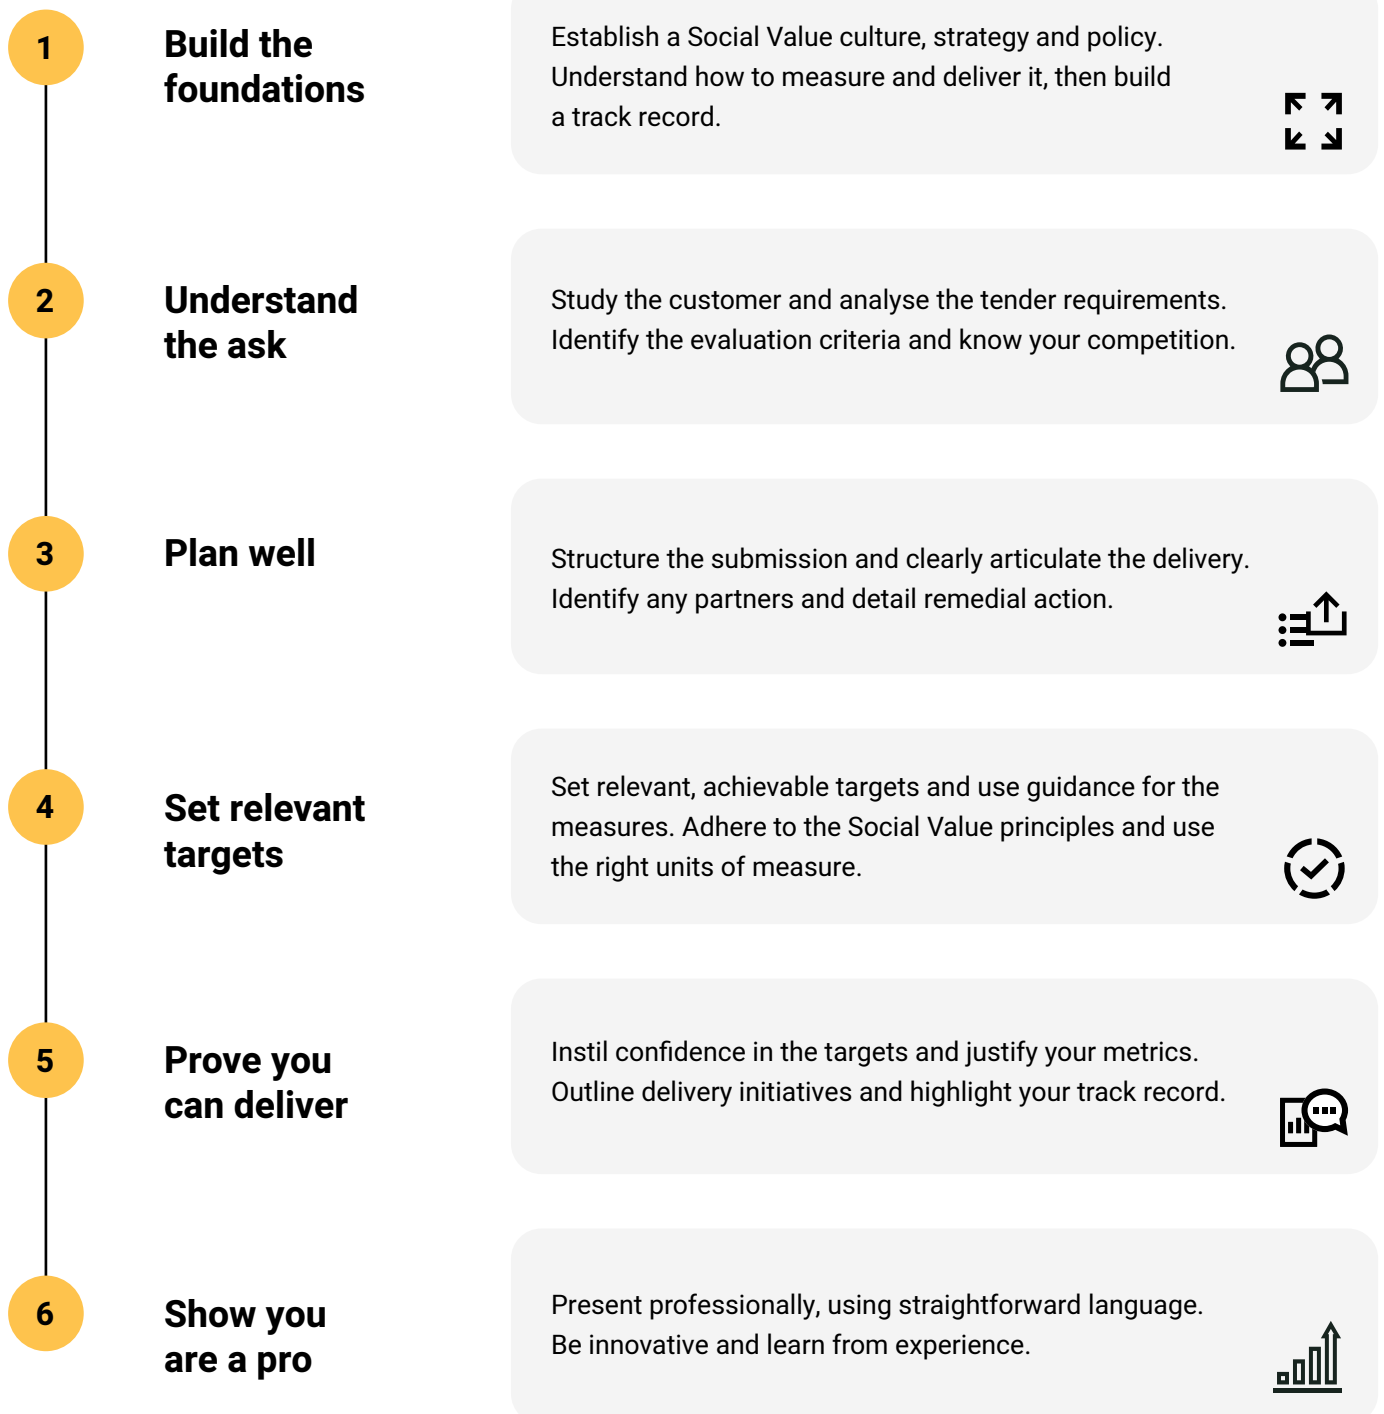 1
Build the
foundations
Establish a Social Value culture, strategy and policy.
Understand how to measure and deliver it, then build
a track record.
2
Understand
the ask
Study the customer and analyse the tender requirements.
Identify the evaluation criteria and know your competition.
3
Plan well
Structure the submission and clearly articulate the delivery.
Identify any partners and detail remedial action.
4
Set relevant
targets
Set relevant, achievable targets and use guidance for the
measures. Adhere to the Social Value principles and use
the right units of measure.
5
Prove you
can deliver
Instil confidence in the targets and justify your metrics.
Outline delivery initiatives and highlight your track record.
6
Show you
are a pro
Present professionally, using straightforward language.
Be innovative and learn from experience.